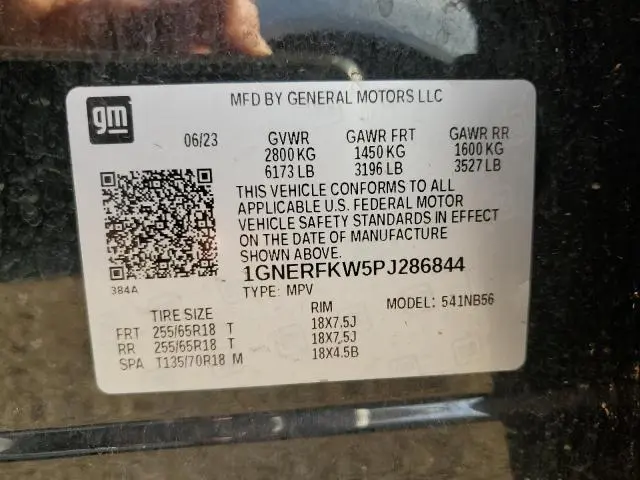 gm
MFD BY GENERAL MOTORS LLC
06/23 GVWR GAWR FRT GAWR RR
2800 KG 1450 KG 1600 KG
6173 LB 3196 LB 3527 LB
THIS VEHICLE CONFORMS TO ALL
APPLICABLE U.S. FEDERAL MOTOR
VEHICLE SAFETY STANDARDS IN EFFECT
ON THE DATE OF MANUFACTURE
SHOWN ABOVE.
384A
1GNERFKW5PJ286844
TYPE: MPV MODEL: 541NB56
TIRE SIZE RIM
FRT 255/65R18 T 18X7.5J
RR 255/65R18 T 18X7.5J
SPA T135/70R18 M 18X4.5B